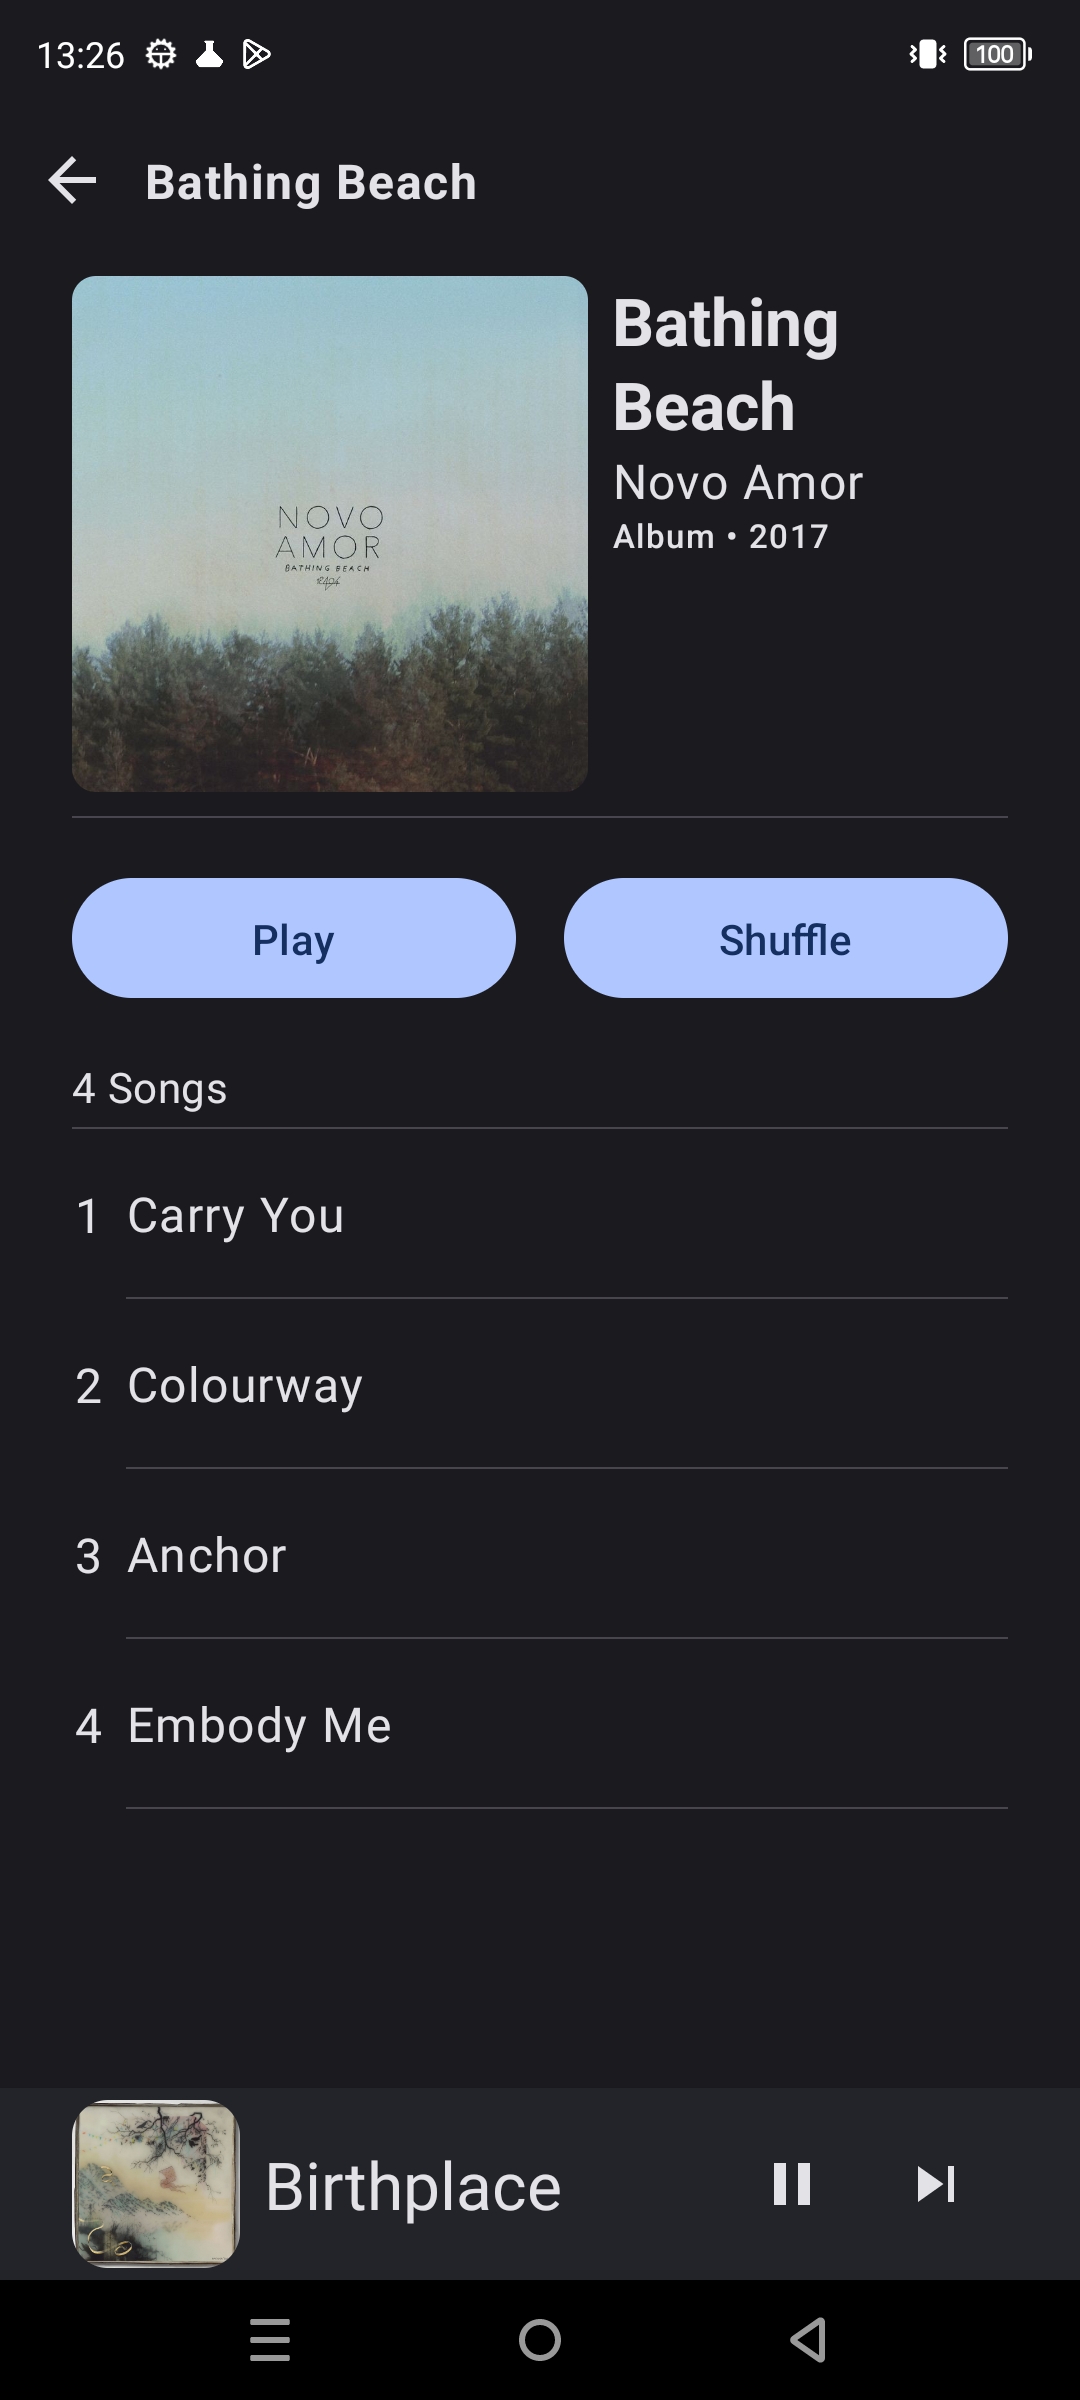 13:26
100
Bathing Beach
NOVO
AMOR
BATHING BEACH
Bathing
Beach
Novo Amor
Album • 2017
Play
Shuffle
4 Songs
1 Carry You
2 Colourway
3 Anchor
4 Embody Me
Birthplace